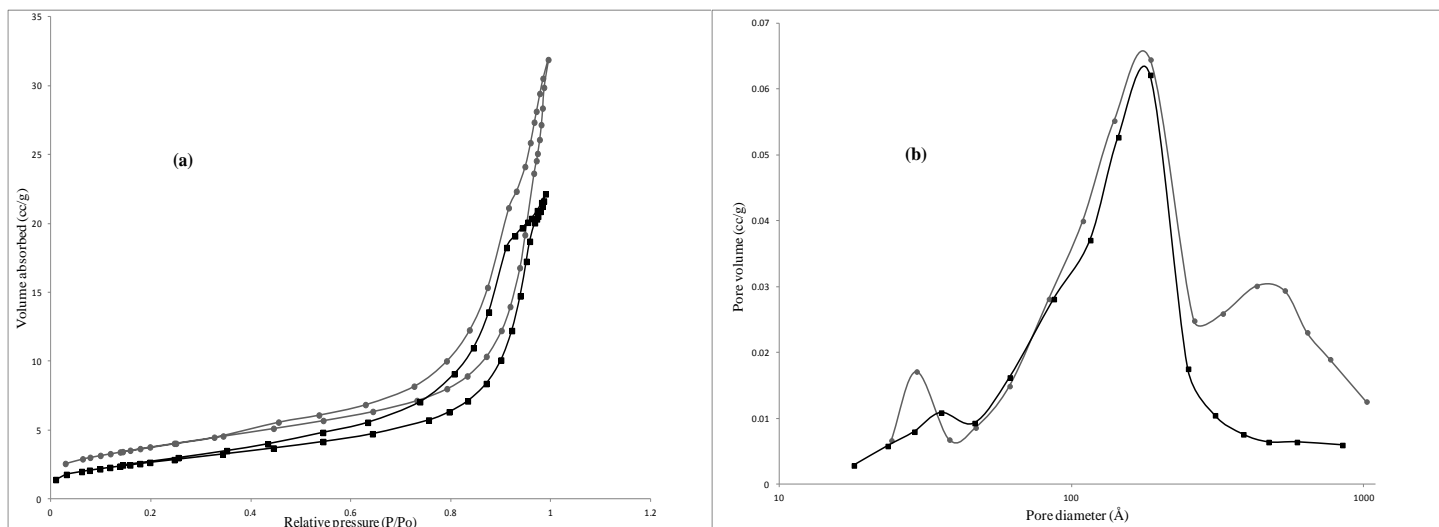 35
30
25
20
15
10
5
0
Volume absorbed (cc/g)
(a)
0 0.2 0.4 0.6 0.8 1 1.2
Relative pressure (P/Po)
0.07
0.06
0.05
0.04
0.03
0.02
0.01
0
Pore volume (cc/g)
(b)
10 100 1000
Pore diameter (Å)